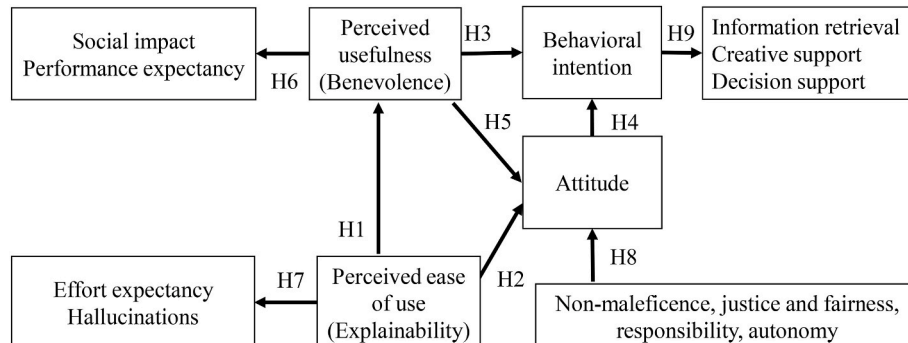 Social impact
Performance expectancy
H6
Perceived
usefulness
(Benevolence)
H3
Behavioral
intention
H9
Information retrieval
Creative support
Decision support
H5
H4
Attitude
H1
H2
H8
Effort expectancy
Hallucinations
H7
Perceived ease
of use
(Explainability)
Non-maleficence, justice and fairness,
responsibility, autonomy